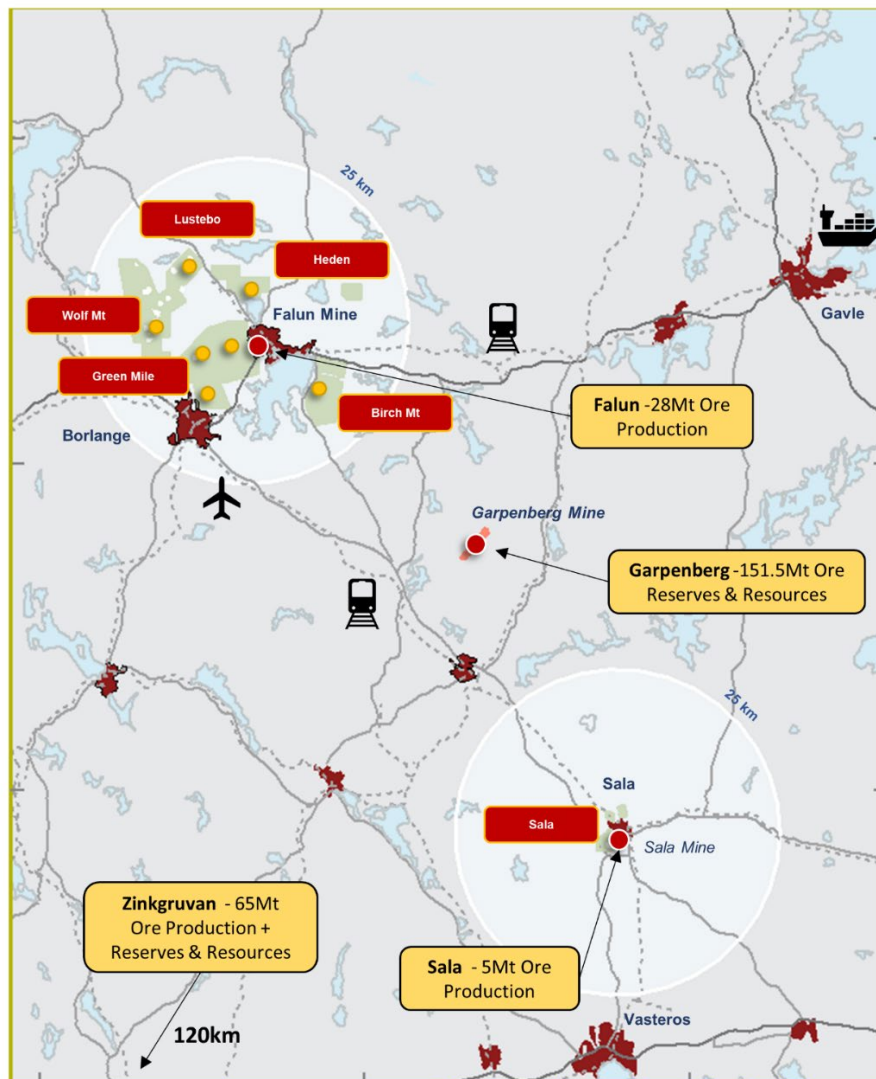 25 km
Lustebo
Heden
Wolf Mt
Falun Mine
Gavle
Green Mile
Birch Mt
Falun -28Mt Ore
Production
Borlange
Garpenberg Mine
Garpenberg -151.5Mt Ore
Reserves & Resources
25 km
Sala
Sala
Sala Mine
Zinkgruvan - 65Mt
Ore Production +
Reserves & Resources
Sala - 5Mt Ore
Production
Vasteros
120km